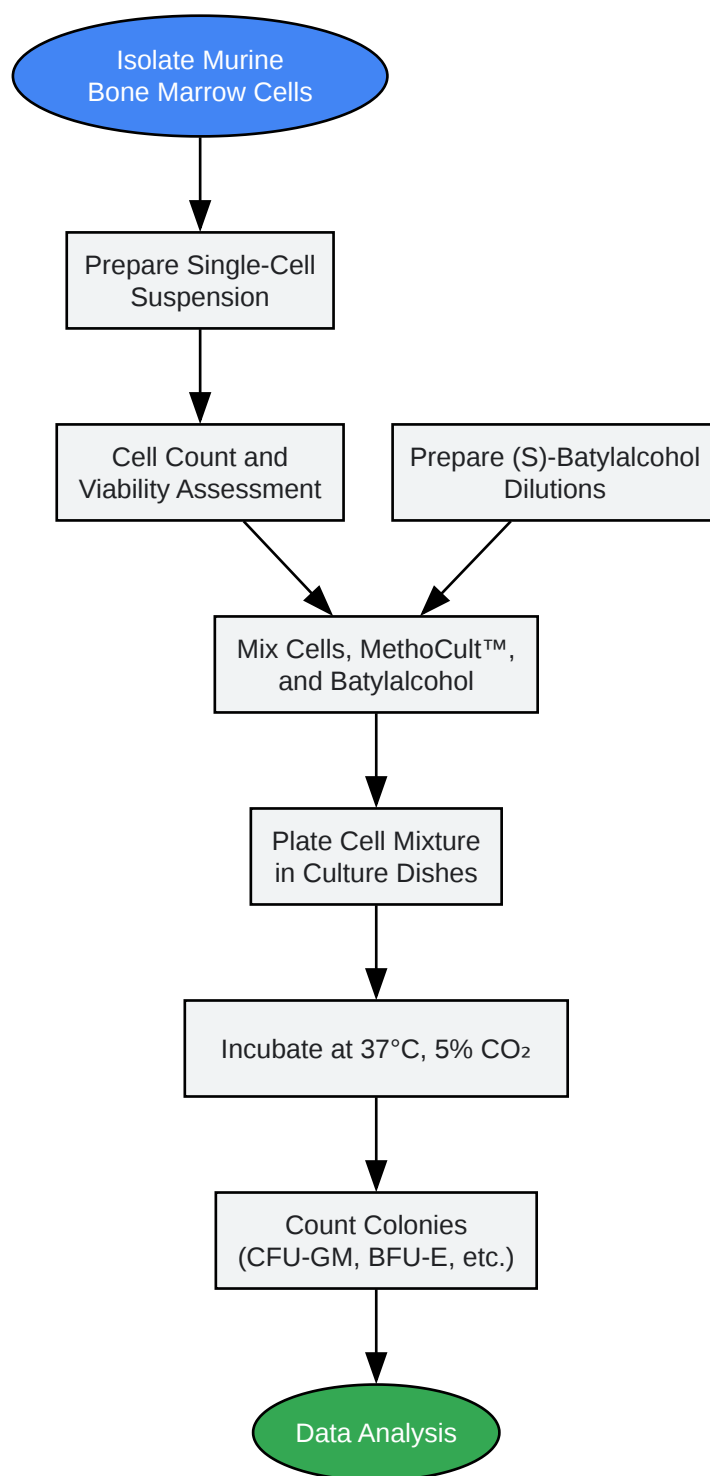 Isolate Murine
Bone Marrow Cells
Prepare Single-Cell
Suspension
Cell Count and
Viability Assessment
Prepare (S)-Batylalcohol
Dilutions
Mix Cells, MethoCult™,
and Batylalcohol
Plate Cell Mixture
in Culture Dishes
Incubate at 37°C, 5% CO₂
Count Colonies
(CFU-GM, BFU-E, etc.)
Data Analysis